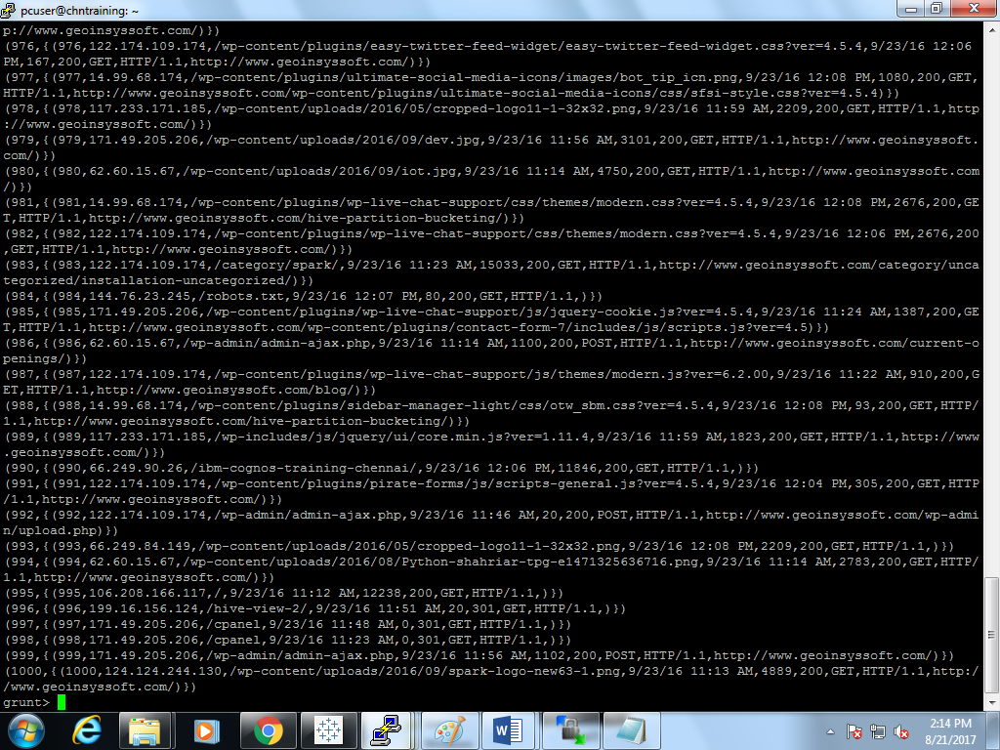 pcuser@chntraining: ~
p://www.geoinsyssoft.com/)})
(976,{(976,122.174.109.174,/wp-content/plugins/easy-twitter-feed-widget/easy-twitter-feed-widget.css?ver=4.5.4,9/23/16 12:06
PM,167,200,GET,HTTP/1.1,http://www.geoinsyssoft.com/)})
(977,{(977,14.99.68.174,/wp-content/plugins/ultimate-social-media-icons/images/bot_tip_icn.png,9/23/16 12:08 PM,1080,200,GET,
HTTP/1.1,http://www.geoinsyssoft.com/wp-content/plugins/ultimate-social-media-icons/css/sfsi-style.css?ver=4.5.4)})
(978,{(978,117.233.171.185,/wp-content/uploads/2016/05/cropped-logo11-1-32x32.png,9/23/16 11:59 AM,2209,200,GET,HTTP/1.1,http
://www.geoinsyssoft.com/)})
(979,{(979,171.49.205.206,/wp-content/uploads/2016/09/dev.jpg,9/23/16 11:56 AM,3101,200,GET,HTTP/1.1,http://www.geoinsyssoft.
com/)})
(980,{(980,62.60.15.67,/wp-content/uploads/2016/09/iot.jpg,9/23/16 11:14 AM,4750,200,GET,HTTP/1.1,http://www.geoinsyssoft.com
/)})
(981,{(981,14.99.68.174,/wp-content/plugins/wp-live-chat-support/css/themes/modern.css?ver=4.5.4,9/23/16 12:08 PM,2676,200,GE
T,HTTP/1.1,http://www.geoinsyssoft.com/hive-partition-bucketing/)})
(982,{(982,122.174.109.174,/wp-content/plugins/wp-live-chat-support/css/themes/modern.css?ver=4.5.4,9/23/16 12:06 PM,2676,200
,GET,HTTP/1.1,http://www.geoinsyssoft.com/)})
(983,{(983,122.174.109.174,/category/spark/,9/23/16 11:23 AM,15033,200,GET,HTTP/1.1,http://www.geoinsyssoft.com/category/unca
tegorized/installation-uncategorized/)})
(984,{(984,144.76.23.245,/robots.txt,9/23/16 12:07 PM,80,200,GET,HTTP/1.1,)})
(985,{(985,171.49.205.206,/wp-content/plugins/wp-live-chat-support/js/jquery-cookie.js?ver=4.5.4,9/23/16 11:24 AM,1387,200,GE
T,HTTP/1.1,http://www.geoinsyssoft.com/wp-content/plugins/contact-form-7/includes/js/scripts.js?ver=4.5)})
(986,{(986,62.60.15.67,/wp-admin/admin-ajax.php,9/23/16 11:14 AM,1100,200,POST,HTTP/1.1,http://www.geoinsyssoft.com/current-o
penings/)})
(987,{(987,122.174.109.174,/wp-content/plugins/wp-live-chat-support/js/themes/modern.js?ver=6.2.00,9/23/16 11:22 AM,910,200,G
ET,HTTP/1.1,http://www.geoinsyssoft.com/blog/)})
(988,{(988,14.99.68.174,/wp-content/plugins/sidebar-manager-light/css/otw_sbm.css?ver=4.5.4,9/23/16 12:08 PM,93,200,GET,HTTP/
1.1,http://www.geoinsyssoft.com/hive-partition-bucketing/)})
(989,{(989,117.233.171.185,/wp-includes/js/jquery/ui/core.min.js?ver=1.11.4,9/23/16 11:59 AM,1823,200,GET,HTTP/1.1,http://www
.geoinsyssoft.com/)})
(990,{(990,66.249.90.26,/ibm-cognos-training-chennai/,9/23/16 12:06 PM,11846,200,GET,HTTP/1.1,)})
(991,{(991,122.174.109.174,/wp-content/plugins/pirate-forms/js/scripts-general.js?ver=4.5.4,9/23/16 12:04 PM,305,200,GET,HTTP
/1.1,http://www.geoinsyssoft.com/)})
(992,{(992,122.174.109.174,/wp-admin/admin-ajax.php,9/23/16 11:46 AM,20,200,POST,HTTP/1.1,http://www.geoinsyssoft.com/wp-admi
n/upload.php)})
(993,{(993,66.249.84.149,/wp-content/uploads/2016/05/cropped-logo11-1-32x32.png,9/23/16 12:08 PM,2209,200,GET,HTTP/1.1,)})
(994,{(994,62.60.15.67,/wp-content/uploads/2016/08/Python-shahriar-tpg-e1471325636716.png,9/23/16 11:14 AM,2783,200,GET,HTTP/
1.1,http://www.geoinsyssoft.com/)})
(995,{(995,106.208.166.117,/,9/23/16 11:12 AM,12238,200,GET,HTTP/1.1,)})
(996,{(996,199.16.156.124,/hive-view-2/,9/23/16 11:51 AM,20,301,GET,HTTP/1.1,)})
(997,{(997,171.49.205.206,/cpanel,9/23/16 11:48 AM,0,301,GET,HTTP/1.1,)})
(998,{(998,171.49.205.206,/cpanel,9/23/16 11:23 AM,0,301,GET,HTTP/1.1,)})
(999,{(999,171.49.205.206,/wp-admin/admin-ajax.php,9/23/16 11:56 AM,1102,200,POST,HTTP/1.1,http://www.geoinsyssoft.com/)})
(1000,{(1000,124.124.244.130,/wp-content/uploads/2016/09/spark-logo-new63-1.png,9/23/16 11:13 AM,4889,200,GET,HTTP/1.1,http:/
/www.geoinsyssoft.com/)})
grunt>
2:14 PM
8/21/2017